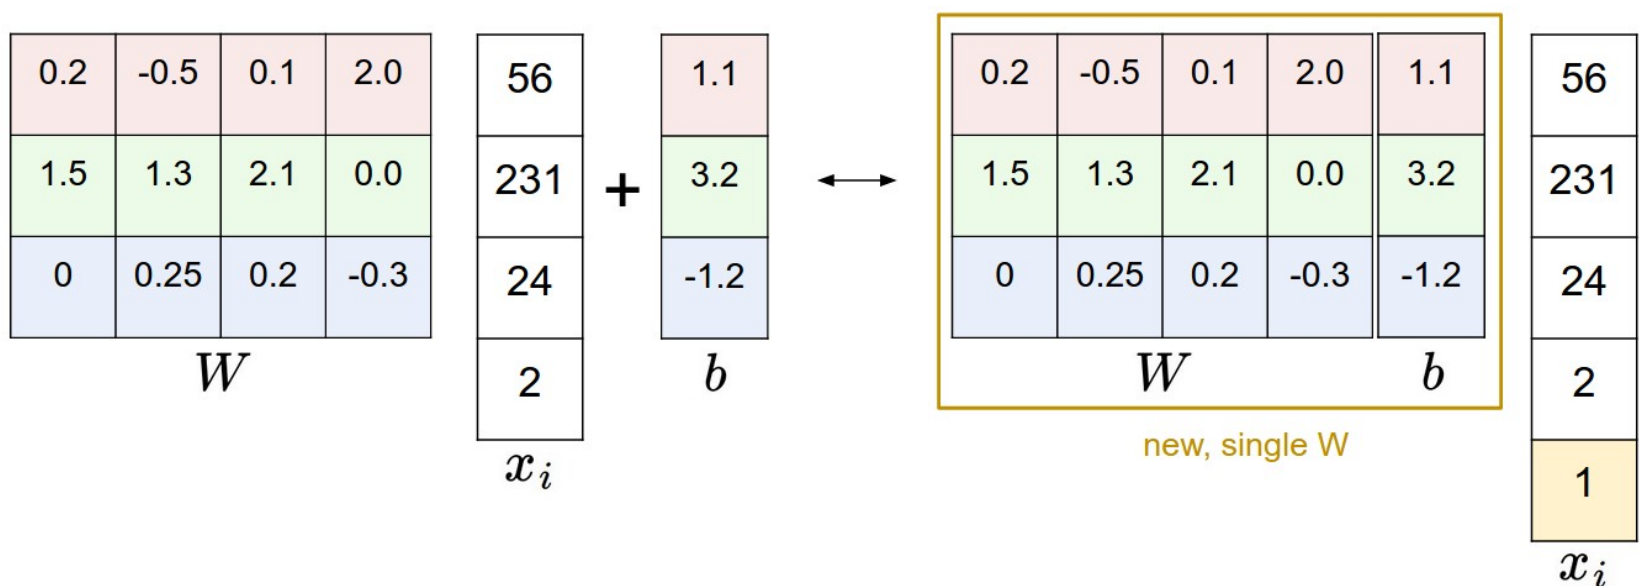 0.2 -0.5 0.1 2.0 56 1.1 0.2 -0.5 0.1 2.0 1.1 56
1.5 1.3 2.1 0.0 231 + 3.2 ↔ 1.5 1.3 2.1 0.0 3.2 231
0 0.25 0.2 -0.3 24 -1.2 0 0.25 0.2 -0.3 -1.2 24
W 2 b W b 2
new, single W
x_i 1
x_i